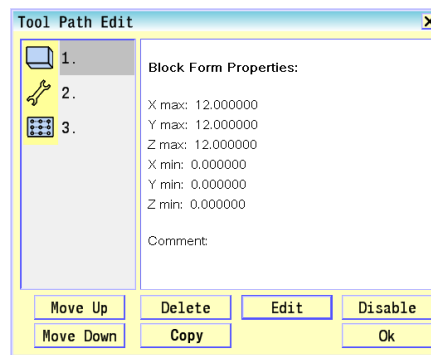 Tool Path Edit
X
1.
2.
3.
Block Form Properties:
X max: 12.000000
Y max: 12.000000
Z max: 12.000000
X min: 0.000000
Y min: 0.000000
Z min: 0.000000
Comment:
Move Up Delete Edit Disable
Move Down Copy Ok